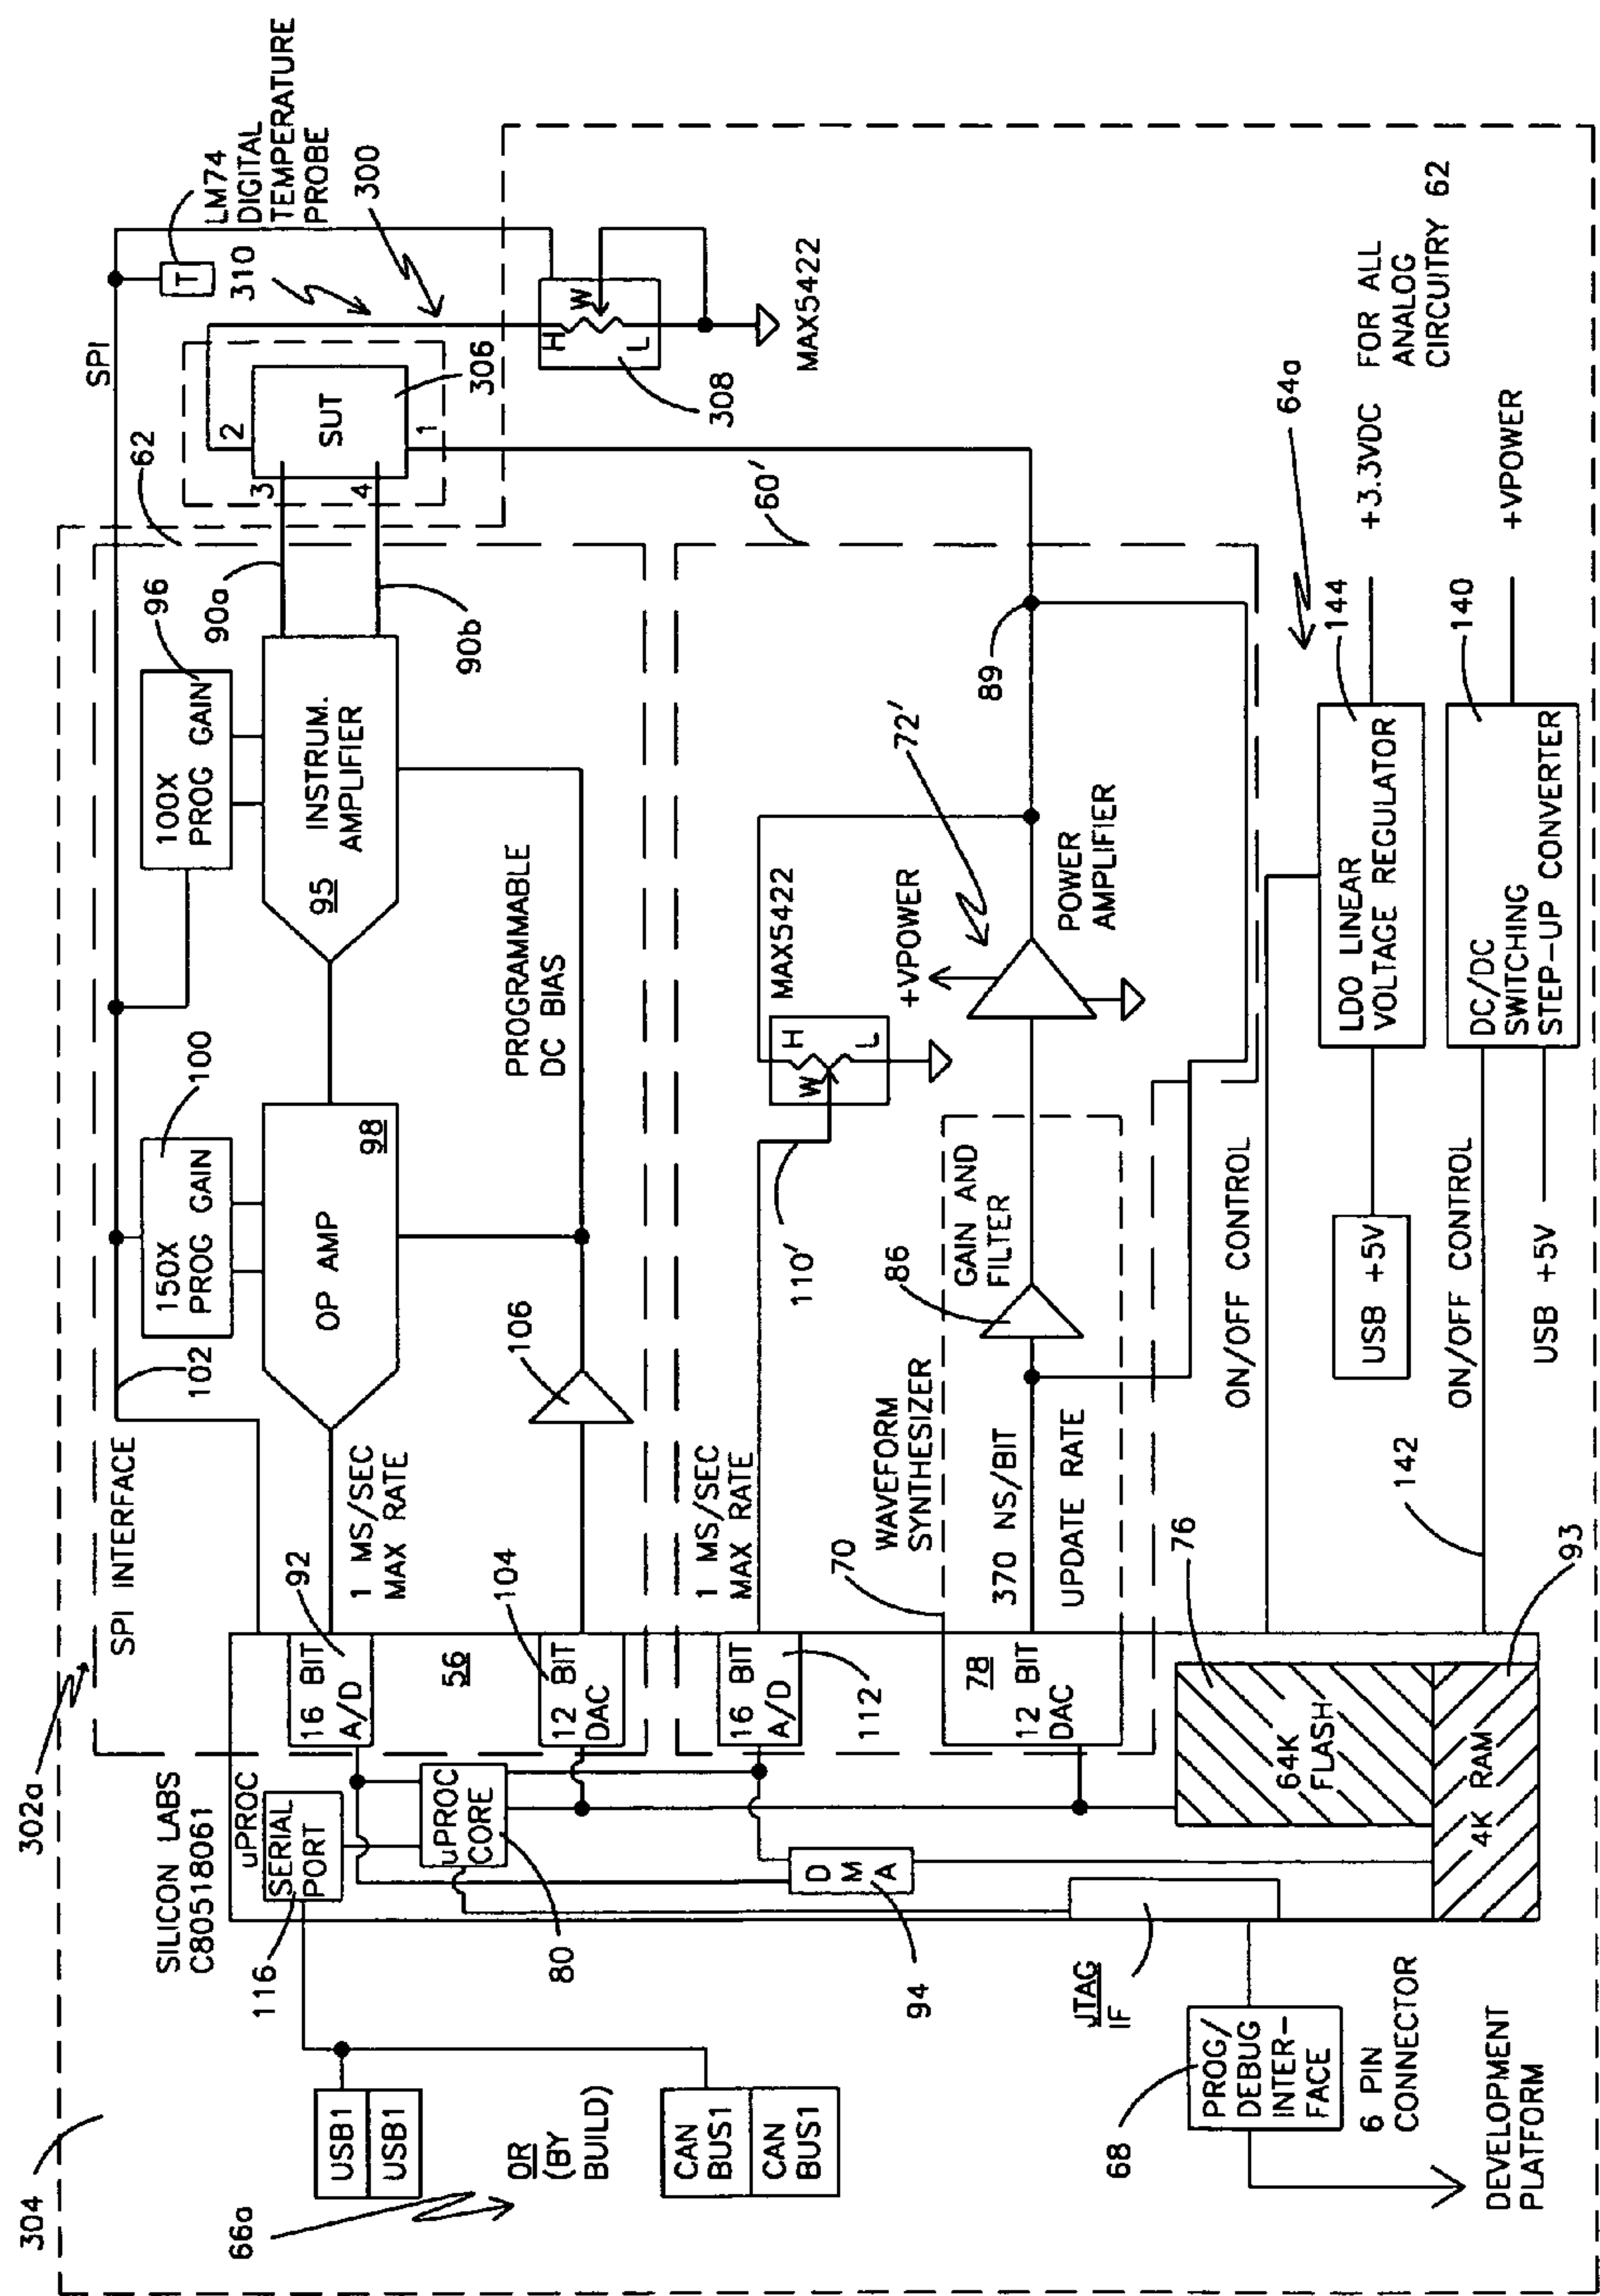 304
302a
SILICON LABS
C80518061
uPROC
SPI INTERFACE
102
SPI
LM74
DIGITAL
TEMPERATURE
PROBE
T
310
300
150X
PROG GAIN
100
100X
PROG GAIN
96
62
90a
90b
2
3
4
1
SUT
306
H
W
L
308
MAX5422
INSTRUM.
AMPLIFIER
95
OP AMP
98
1 MS/SEC
MAX RATE
106
PROGRAMMABLE
DC BIAS
116
SERIAL
PORT
16 BIT
A/D
92
56
104
12 BIT
DAC
uPROC
CORE
80
USB1
USB1
66a
OR
(BY
BUILD)
CAN
BUS1
CAN
BUS1
1 MS/SEC
MAX RATE
16 BIT
A/D
112
110'
MAX5422
H
W
L
+VPOWER
72'
POWER
AMPLIFIER
60'
89
70
WAVEFORM
SYNTHESIZER
78
12 BIT
DAC
370 NS/BIT
UPDATE RATE
86
GAIN AND
FILTER
D
M
A
94
JTAG
IF
68
PROG/
DEBUG
INTER-
FACE
6 PIN
CONNECTOR
DEVELOPMENT
PLATFORM
76
64K
FLASH
4K RAM
93
142
ON/OFF CONTROL
USB +5V
ON/OFF CONTROL
USB +5V
LDO LINEAR
VOLTAGE REGULATOR
144
64a
+3.3VDC FOR ALL
ANALOG
CIRCUITRY 62
DC/DC
SWITCHING
STEP-UP CONVERTER
140
+VPOWER